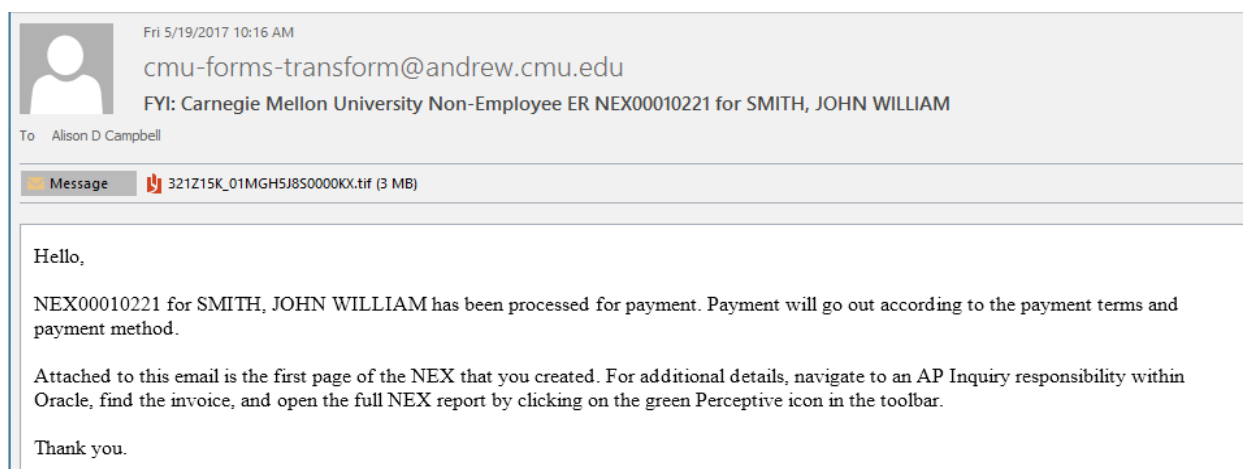 Fri 5/19/2017 10:16 AM
cmu-forms-transform@andrew.cmu.edu
FYI: Carnegie Mellon University Non-Employee ER NEX00010221 for SMITH, JOHN WILLIAM
To Alison D Campbell
Message 321Z15K_01MGH5J8S0000KX.tif (3 MB)
Hello,
NEX00010221 for SMITH, JOHN WILLIAM has been processed for payment. Payment will go out according to the payment terms and
payment method.
Attached to this email is the first page of the NEX that you created. For additional details, navigate to an AP Inquiry responsibility within
Oracle, find the invoice, and open the full NEX report by clicking on the green Perceptive icon in the toolbar.
Thank you.